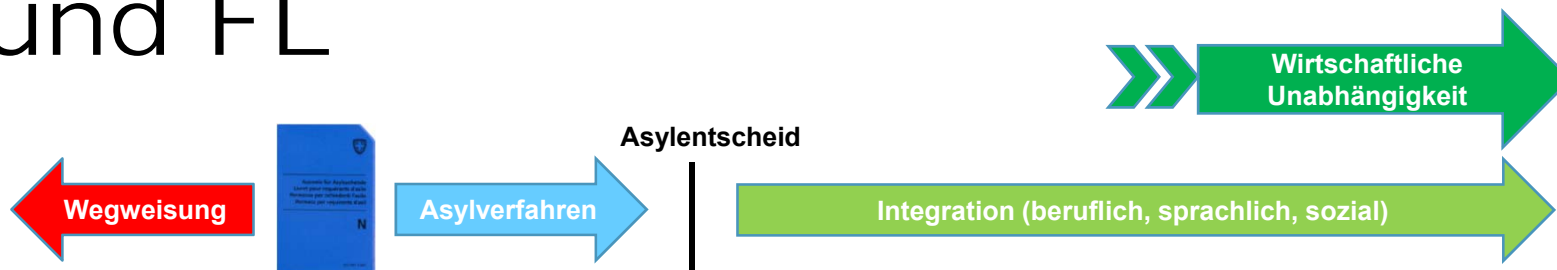 und FL
Wirtschaftliche
Unabhängigkeit
Asylentscheid
Wegweisung
N
Asylverfahren
Integration (beruflich, sprachlich, sozial)